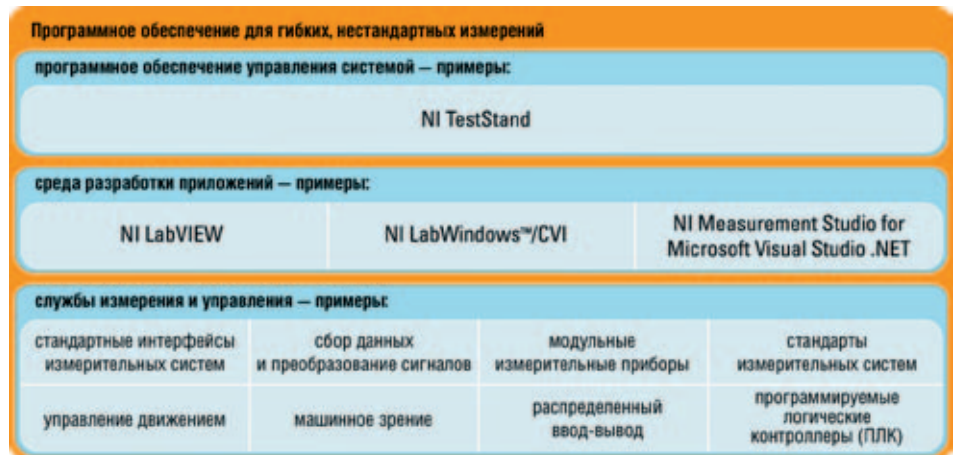 Программное обеспечение для гибких, нестандартных измерений
программное обеспечение управления системой — примеры:
NI TestStand
среда разработки приложений — примеры:
NI LabVIEW
NI LabWindows™/CVI
NI Measurement Studio for
Microsoft Visual Studio .NET
службы измерения и управления — примеры:
стандартные интерфейсы
измерительных систем
сбор данных
и преобразование сигналов
модульные
измерительные приборы
стандарты
измерительных систем
управление движением
машинное зрение
распределенный
ввод-вывод
программируемые
логические
контроллеры (ПЛК)